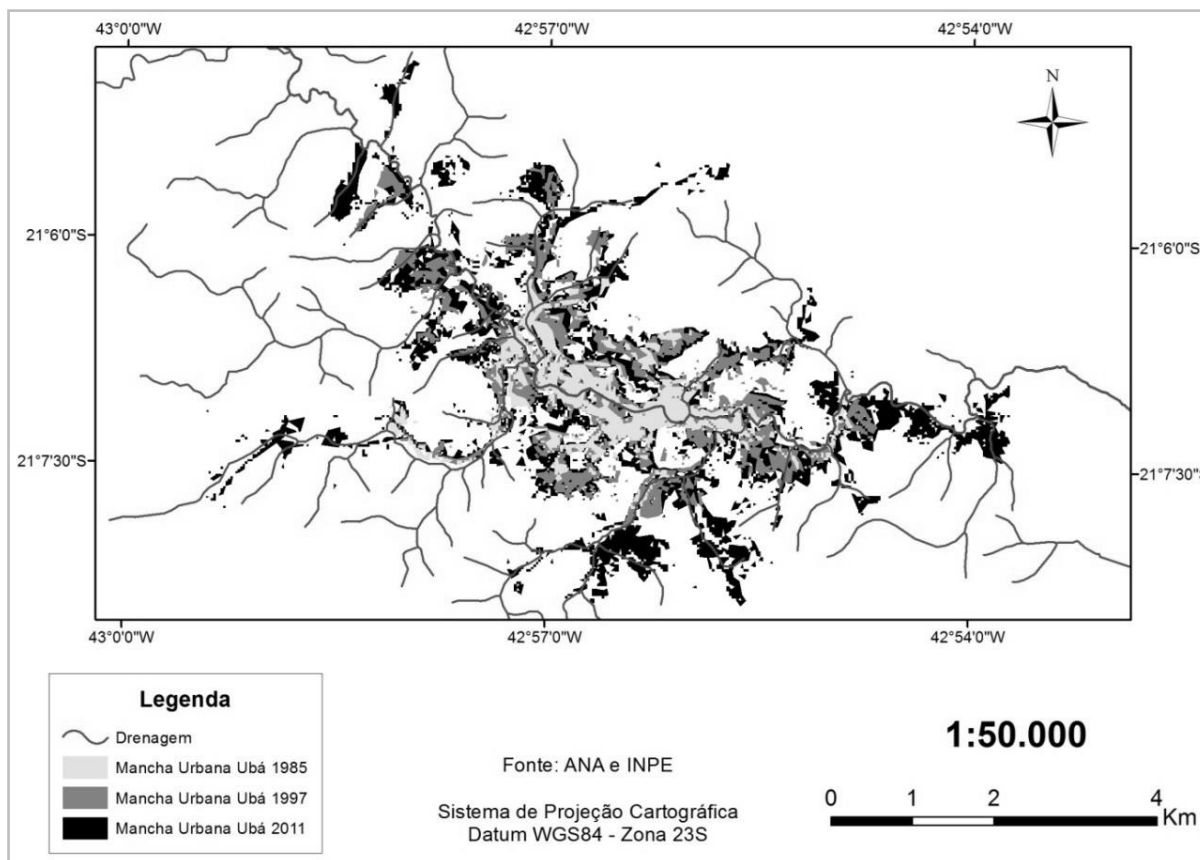 43°0'0"W 42°57'0"W 42°54'0"W
N
21°6'0"S 21°6'0"S
21°7'30"S 21°7'30"S
43°0'0"W 42°57'0"W 42°54'0"W
Legenda
Drenagem
Mancha Urbana Ubá 1985
Mancha Urbana Ubá 1997
Mancha Urbana Ubá 2011
Fonte: ANA e INPE
Sistema de Projeção Cartográfica
Datum WGS84 - Zona 23S
1:50.000
0 1 2 4
Km